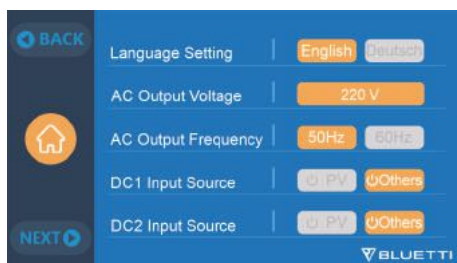 BACK
Language Setting English Deutsch
AC Output Voltage 220 V
AC Output Frequency 50Hz 60Hz
DC1 Input Source PV Others
DC2 Input Source PV Others
NEXT
BLUETTI